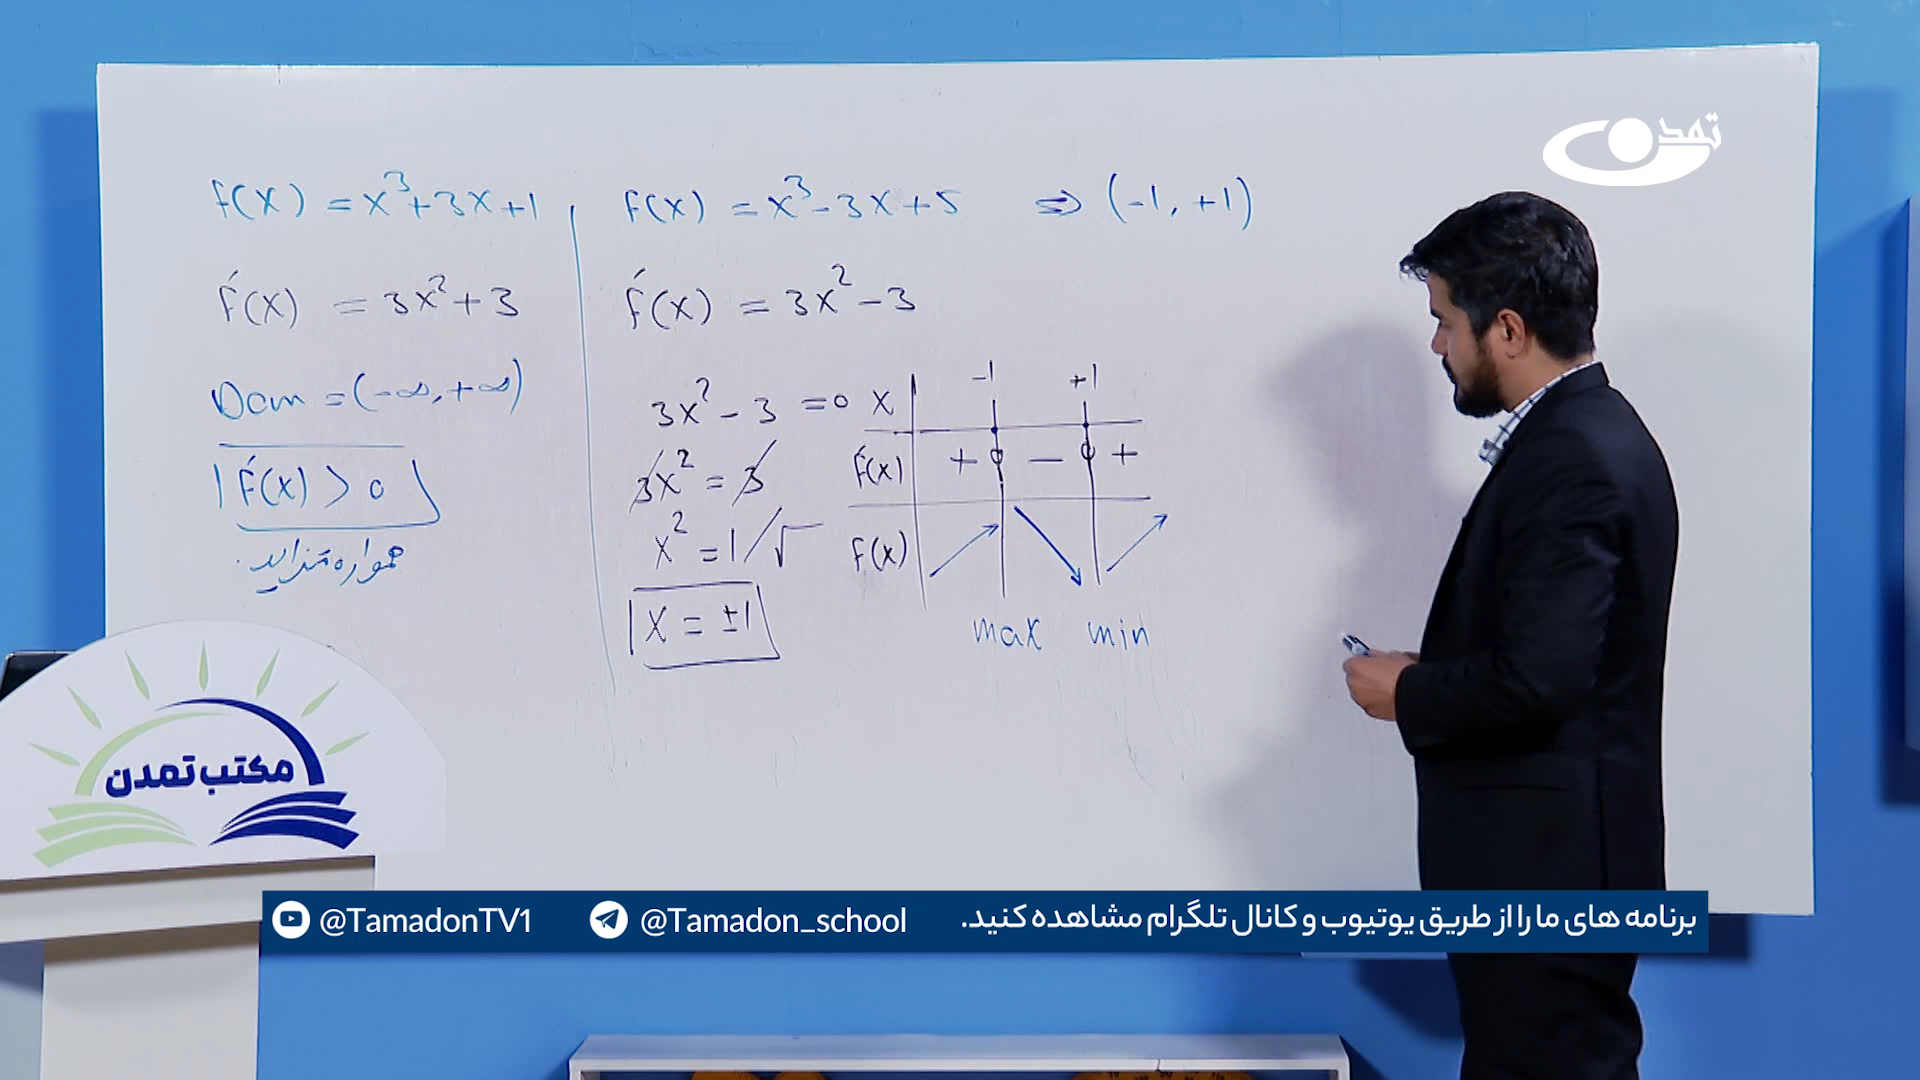 تمدن
f(x) = x³+3x+1
f́(x) = 3x²+3
Dom = (-∞, +∞)
f́(x) > 0
همواره متزاید.
f(x) = x³-3x+5 ⇒ (-1, +1)
f́(x) = 3x²-3
3x²-3 =0
3x² = 3
x² = 1 / √
x = ±1
x -1 +1
f́(x) + 0 - 0 +
f(x)
max min
مکتب تمدن
@TamadonTV1 @Tamadon_school برنامه های ما را از طریق یوتیوب و کانال تلگرام مشاهده کنید.